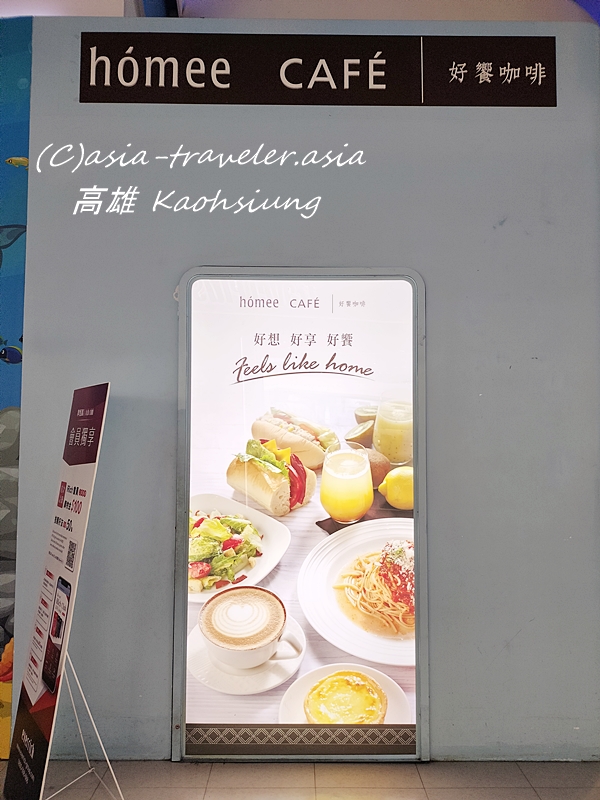 hómee CAFÉ 好饗咖啡
(C)asia-traveler.asia
高雄 Kaohsiung
hómee CAFÉ 好饗咖啡
好想 好享 好饗
Feels like home
會員獨享
$100